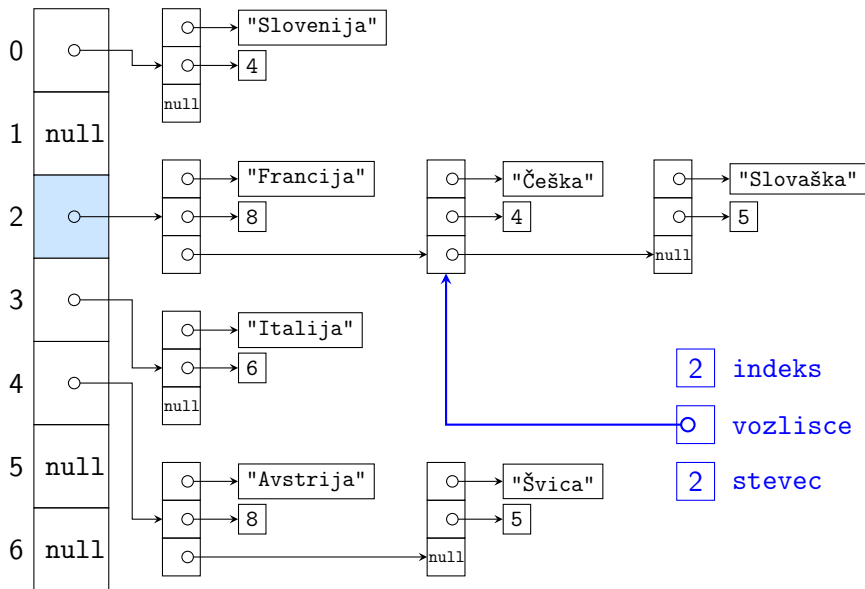 "Slovenija"
0
4
null
1 null
"Francija" "Češka" "Slovaška"
2 8 4 5
null
3
"Italija"
6
2 indeks
4
null
vozlisce
5 null
"Avstrija" "Švica"
2 stevec
8 5
6 null
null